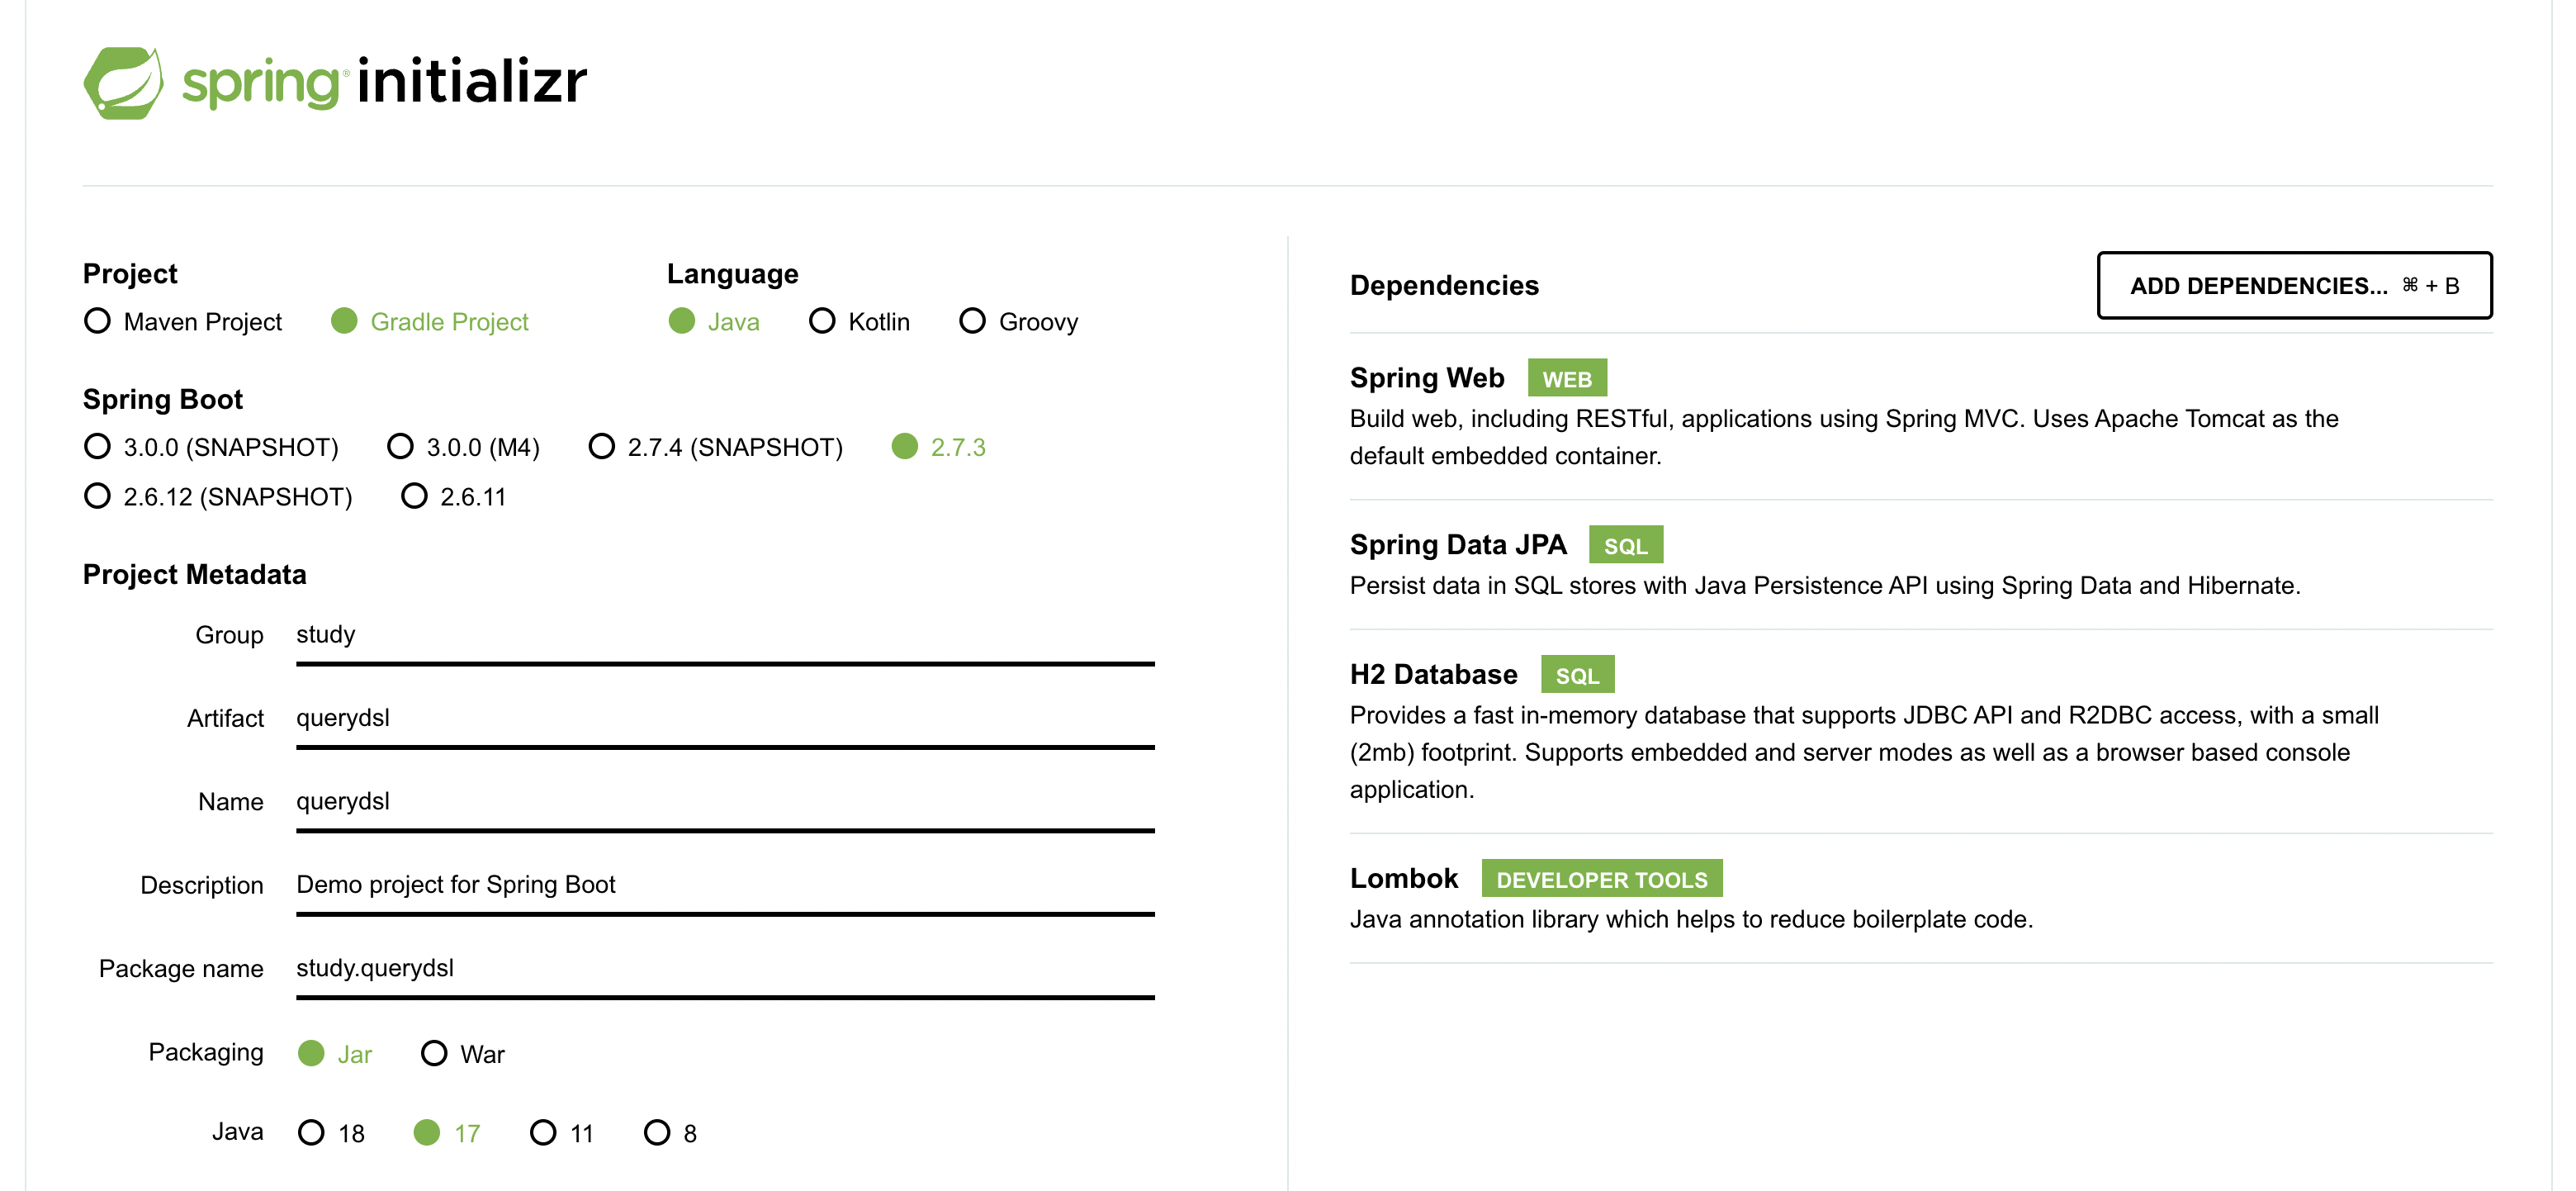 spring® initializr
Project
Maven Project Gradle Project
Language
Java Kotlin Groovy
Spring Boot
3.0.0 (SNAPSHOT) 3.0.0 (M4) 2.7.4 (SNAPSHOT) 2.7.3
2.6.12 (SNAPSHOT) 2.6.11
Project Metadata
Group study
Artifact querydsl
Name querydsl
Description Demo project for Spring Boot
Package name study.querydsl
Packaging Jar War
Java 18 17 11 8
Dependencies ADD DEPENDENCIES... ⌘ + B
Spring Web WEB
Build web, including RESTful, applications using Spring MVC. Uses Apache Tomcat as the
default embedded container.
Spring Data JPA SQL
Persist data in SQL stores with Java Persistence API using Spring Data and Hibernate.
H2 Database SQL
Provides a fast in-memory database that supports JDBC API and R2DBC access, with a small
(2mb) footprint. Supports embedded and server modes as well as a browser based console
application.
Lombok DEVELOPER TOOLS
Java annotation library which helps to reduce boilerplate code.